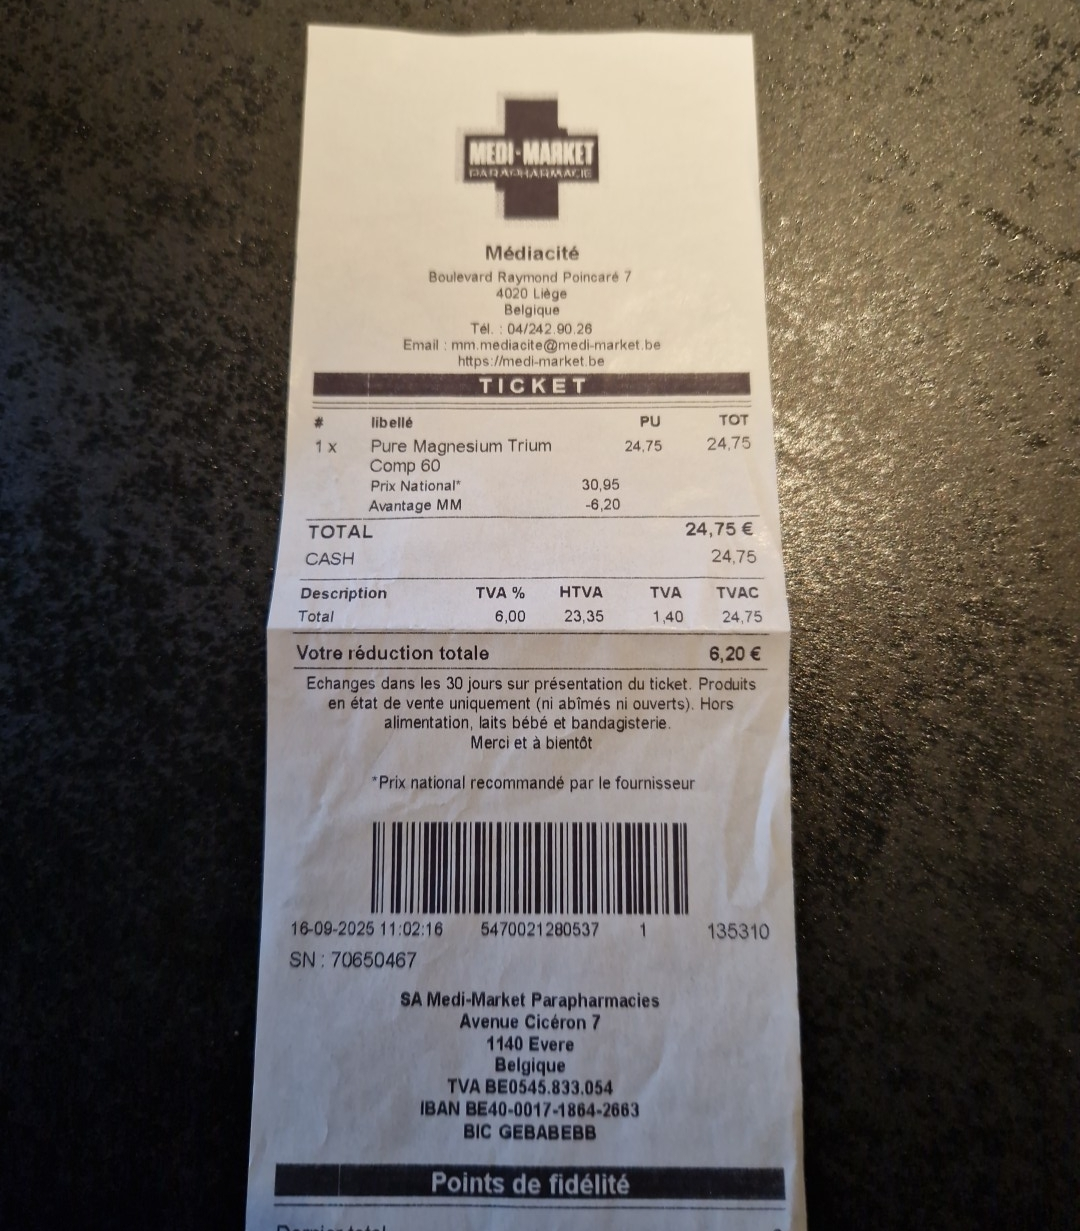 MEDI-MARKET
PARAPHARMACIE
Médiacité
Boulevard Raymond Poincaré 7
4020 Liège
Belgique
Tél. : 04/242.90.26
Email : mm.mediacite@medi-market.be
https://medi-market.be
TICKET
# libellé PU TOT
1 x Pure Magnesium Trium 24,75 24,75
Comp 60
Prix National* 30,95
Avantage MM -6,20
TOTAL 24,75 €
CASH 24,75
Description TVA % HTVA TVA TVAC
Total 6,00 23,35 1,40 24,75
Votre réduction totale 6,20 €
Echanges dans les 30 jours sur présentation du ticket. Produits
en état de vente uniquement (ni abîmés ni ouverts). Hors
alimentation, laits bébé et bandagisterie.
Merci et à bientôt
*Prix national recommandé par le fournisseur
16-09-2025 11:02:16 5470021280537 1 135310
SN : 70650467
SA Medi-Market Parapharmacies
Avenue Cicéron 7
1140 Evere
Belgique
TVA BE0545.833.054
IBAN BE40-0017-1864-2663
BIC GEBABEBB
Points de fidélité